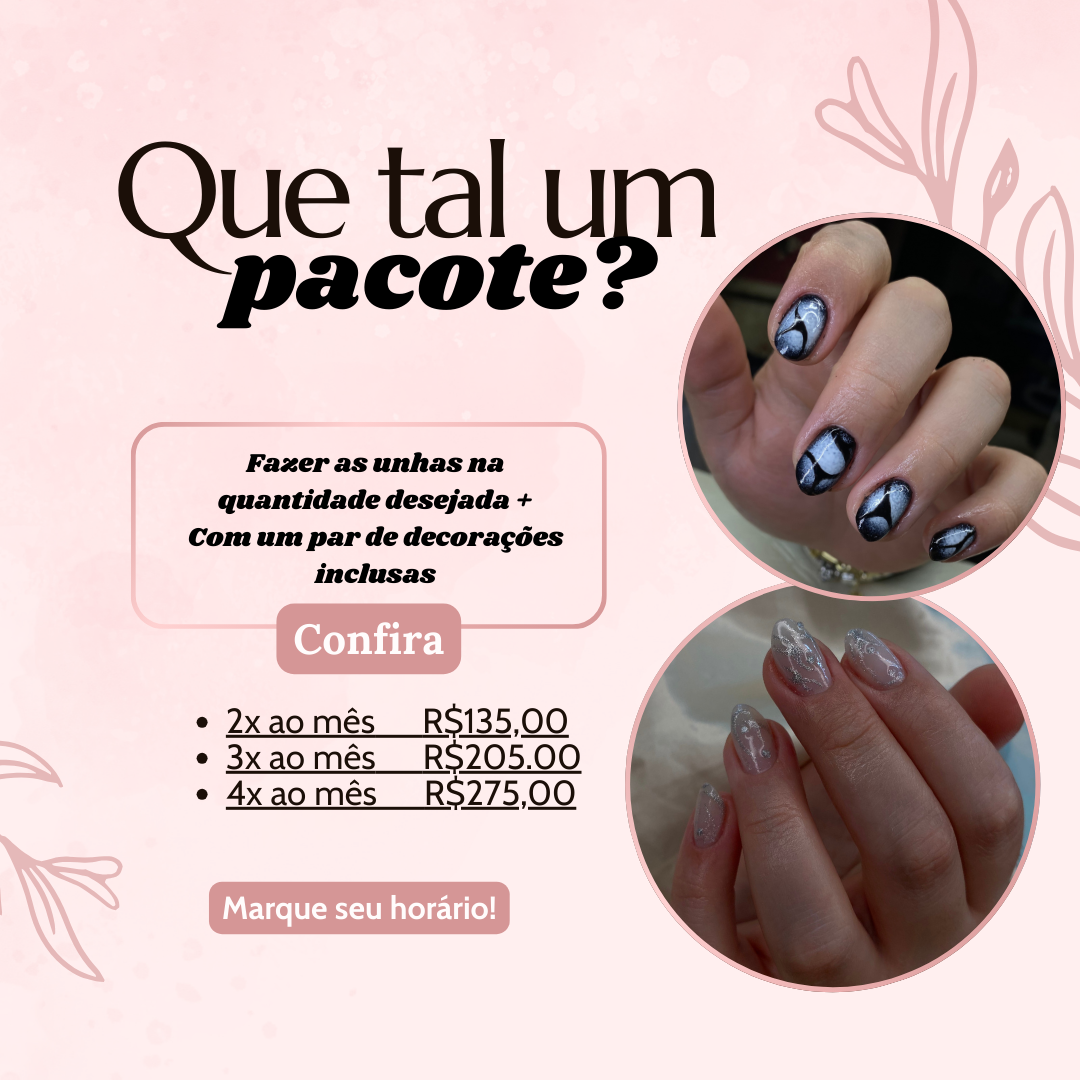 Que tal um
pacote?
Fazer as unhas na
quantidade desejada +
Com um par de decorações
inclusas
Confira
• 2x ao mês R$135,00
• 3x ao mês R$205.00
• 4x ao mês R$275,00
Marque seu horário!